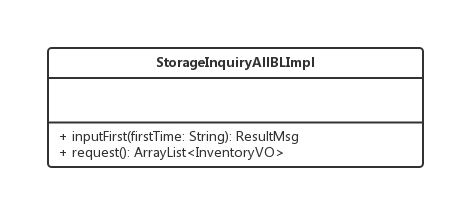 StorageInquiryAllBLImpl
+ inputFirst(firstTime: String): ResultMsg
+ request(): ArrayList<InventoryVO>